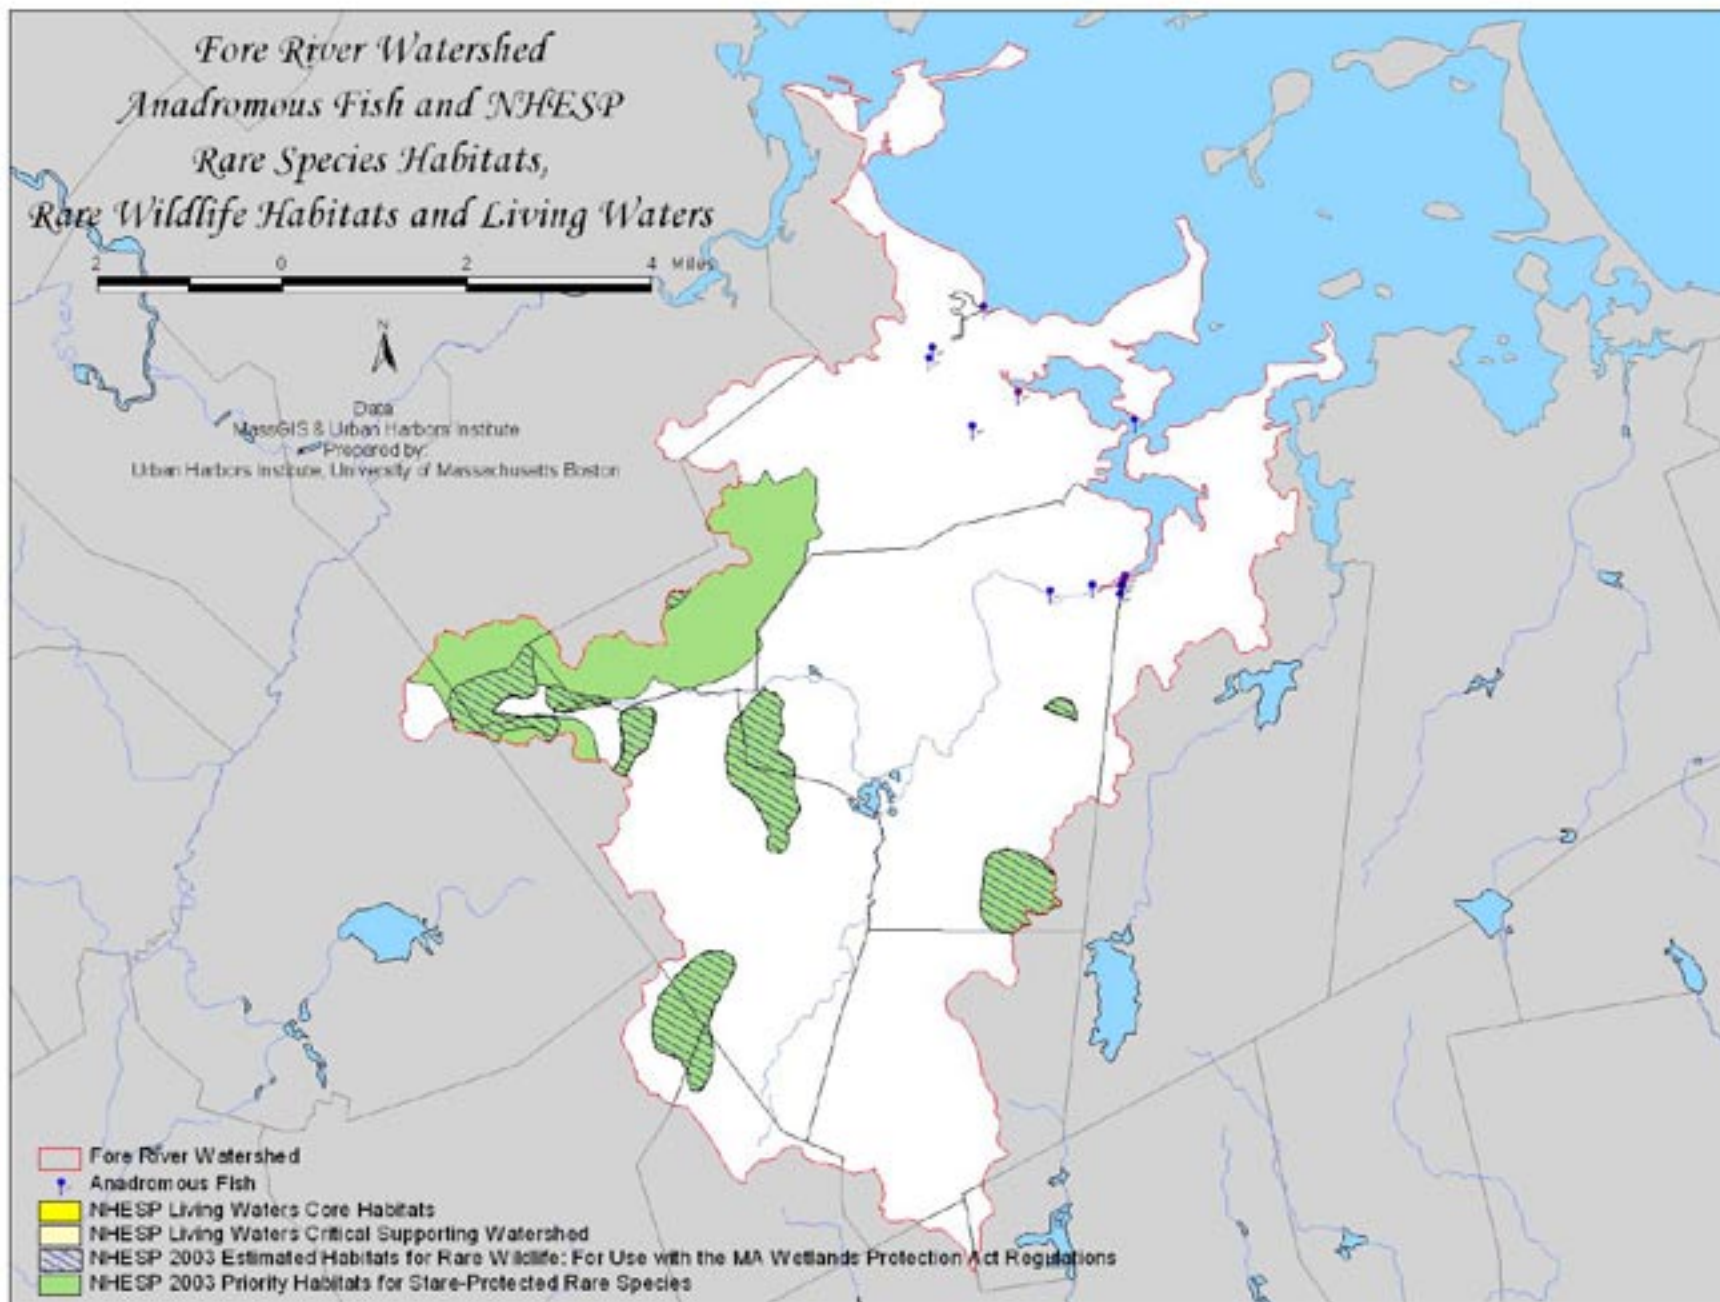 Fore River Watershed
Anadromous Fish and NHESP
Rare Species Habitats,
Rare Wildlife Habitats and Living Waters
2 0 2 4 Miles
N
Data
MassGIS & Urban Harbors Institute
Prepared by:
Urban Harbors Institute, University of Massachusetts Boston
Fore River Watershed
Anadromous Fish
NHESP Living Waters Core Habitats
NHESP Living Waters Critical Supporting Watershed
NHESP 2003 Estimated Habitats for Rare Wildlife: For Use with the MA Wetlands Protection Act Regulations
NHESP 2003 Priority Habitats for Stare-Protected Rare Species